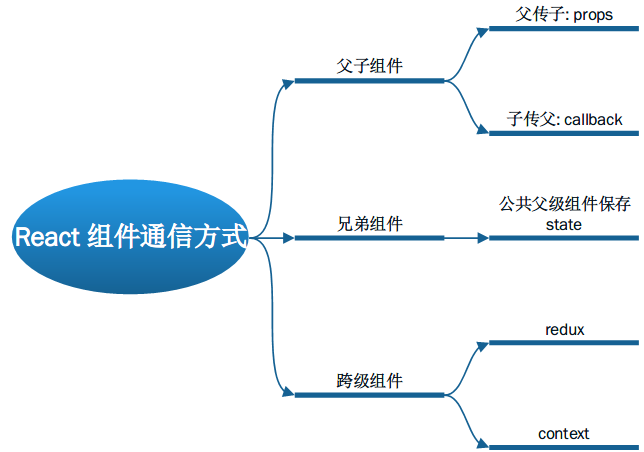 React 组件通信方式
父子组件
父传子: props
子传父: callback
兄弟组件
公共父级组件保存
state
跨级组件
redux
context